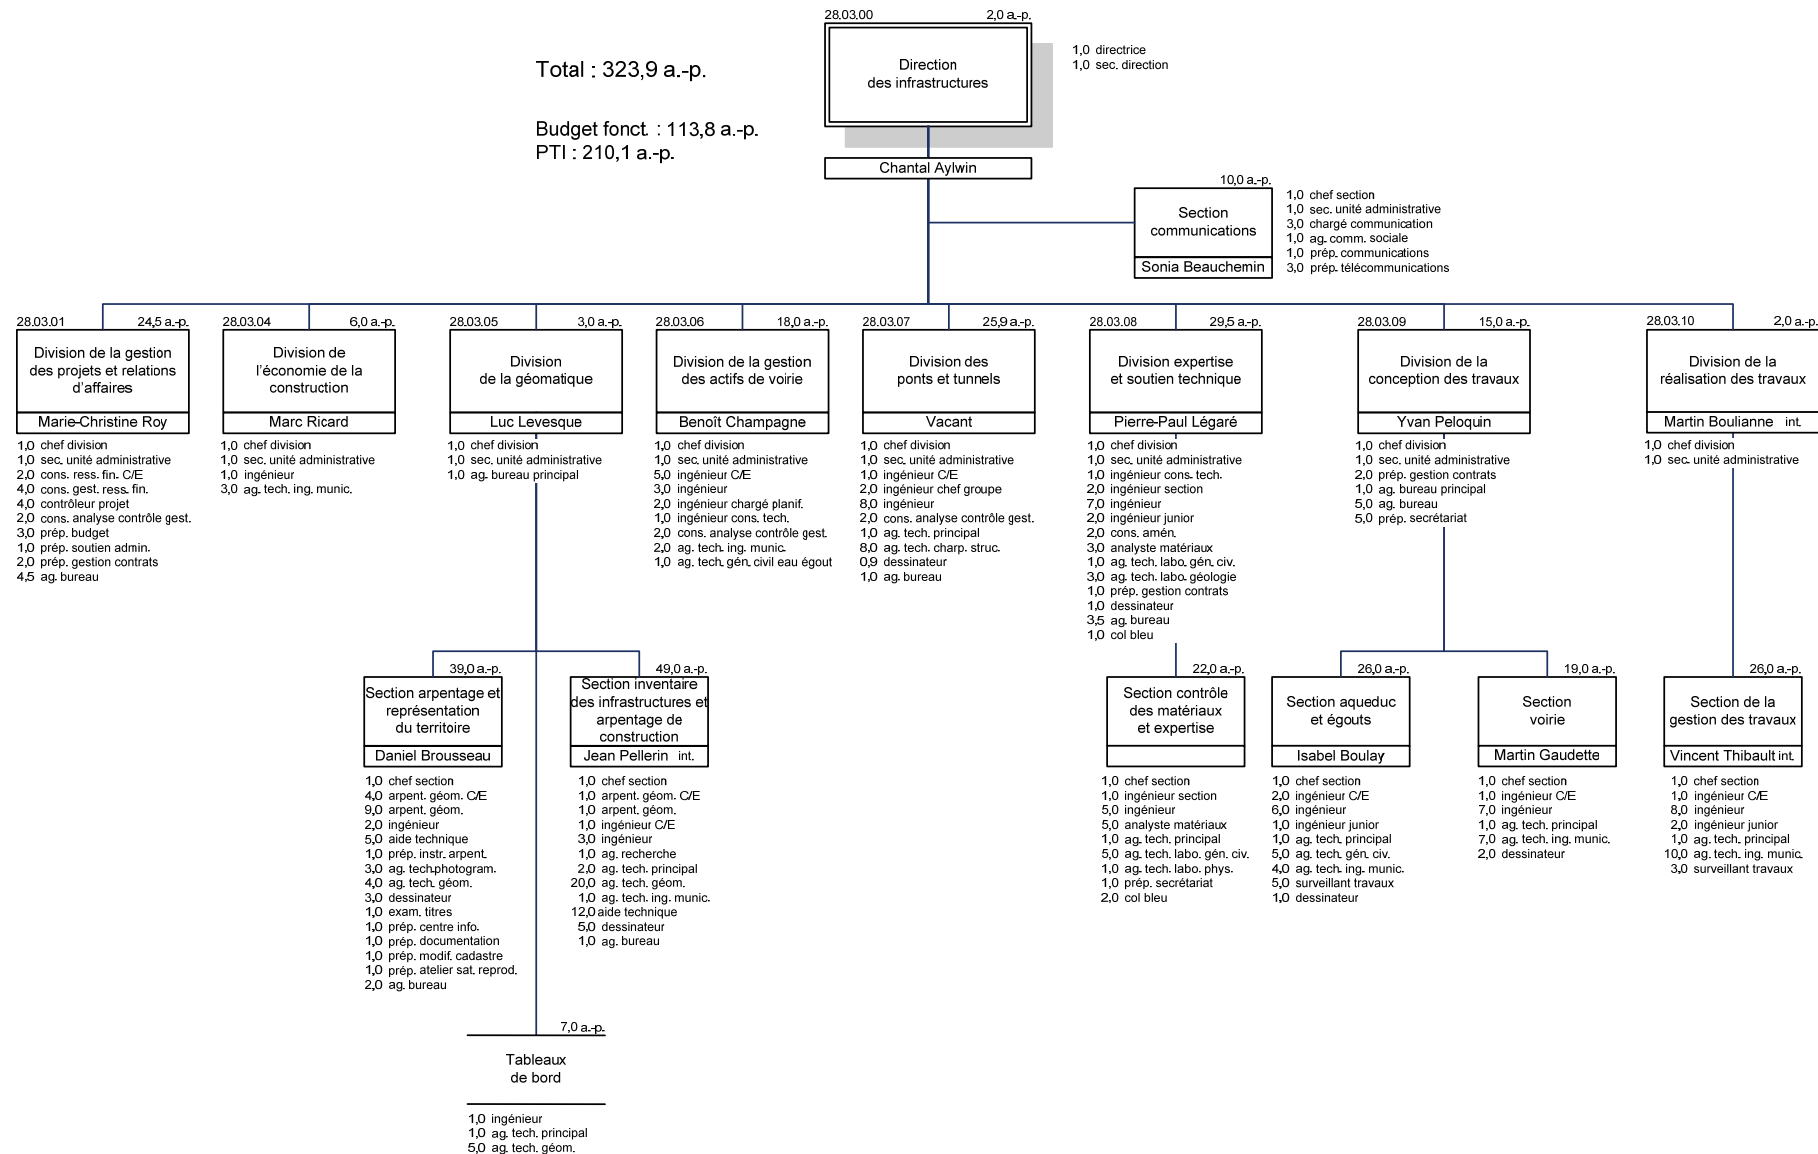 28.03.00 2,0 a.-p.
Direction
des infrastructures
1,0 directrice
1,0 sec. direction
Total : 323,9 a.-p.
Budget fonct. : 113,8 a.-p.
PTI : 210,1 a.-p.
Chantal Aylwin
10,0 a.-p.
Section
communications
Sonia Beauchemin
1,0 chef section
1,0 sec. unité administrative
3,0 chargé communication
1,0 ag. comm. sociale
1,0 prép. communications
3,0 prép. télécommunications
28.03.01 24,5 a.-p.
Division de la gestion
des projets et relations
d'affaires
Marie-Christine Roy
1,0 chef division
1,0 sec. unité administrative
2,0 cons. ress. fin. C/E
4,0 cons. gest. ress. fin.
4,0 contrôleur projet
2,0 cons. analyse contrôle gest.
3,0 prép. budget
1,0 prép. soutien admin.
2,0 prép. gestion contrats
4,5 ag. bureau
28.03.04 6,0 a.-p.
Division de
l'économie de la
construction
Marc Ricard
1,0 chef division
1,0 sec. unité administrative
1,0 ingénieur
3,0 ag. tech. ing. munic.
28.03.05 3,0 a.-p.
Division
de la géomatique
Luc Levesque
1,0 chef division
1,0 sec. unité administrative
1,0 ag. bureau principal
28.03.06 18,0 a.-p.
Division de la gestion
des actifs de voirie
Benoît Champagne
1,0 chef division
1,0 sec. unité administrative
5,0 ingénieur C/E
3,0 ingénieur
2,0 ingénieur chargé planif.
1,0 ingénieur cons. tech.
2,0 cons. analyse contrôle gest.
2,0 ag. tech. ing. munic.
1,0 ag. tech. gén. civil eau égout
28.03.07 25,9 a.-p.
Division des
ponts et tunnels
Vacant
1,0 chef division
1,0 sec. unité administrative
1,0 ingénieur C/E
2,0 ingénieur chef groupe
8,0 ingénieur
2,0 cons. analyse contrôle gest.
1,0 ag. tech. principal
8,0 ag. tech. charp. struc.
0,9 dessinateur
1,0 ag. bureau
28.03.08 29,5 a.-p.
Division expertise
et soutien technique
Pierre-Paul Légaré
1,0 chef division
1,0 sec. unité administrative
1,0 ingénieur cons. tech.
2,0 ingénieur section
7,0 ingénieur
2,0 ingénieur junior
2,0 cons. amén.
3,0 analyste matériaux
1,0 ag. tech. labo. gén. civ.
3,0 ag. tech. labo. géologie
1,0 prép. gestion contrats
1,0 dessinateur
3,5 ag. bureau
1,0 col bleu
28.03.09 15,0 a.-p.
Division de la
conception des travaux
Yvan Peloquin
1,0 chef division
1,0 sec. unité administrative
2,0 prép. gestion contrats
1,0 ag. bureau principal
5,0 ag. bureau
5,0 prép. secrétariat
28.03.10 2,0 a.-p.
Division de la
réalisation des travaux
Martin Boulianne int.
1,0 chef division
1,0 sec. unité administrative
39,0 a.-p.
Section arpentage et
représentation
du territoire
Daniel Brousseau
1,0 chef section
4,0 arpent. géom. C/E
9,0 arpent. géom.
2,0 ingénieur
5,0 aide technique
1,0 prép. instr. arpent.
3,0 ag. tech.photogram.
4,0 ag. tech. géom.
3,0 dessinateur
1,0 exam. titres
1,0 prép. centre info.
1,0 prép. documentation
1,0 prép. modif. cadastre
1,0 prép. atelier sat. reprod.
2,0 ag. bureau
49,0 a.-p.
Section inventaire
des infrastructures et
arpentage de
construction
Jean Pellerin int.
1,0 chef section
1,0 arpent. géom. C/E
1,0 arpent. géom.
1,0 ingénieur C/E
3,0 ingénieur
1,0 ag. recherche
2,0 ag. tech. principal
20,0 ag. tech. géom.
1,0 ag. tech. ing. munic.
12,0 aide technique
5,0 dessinateur
1,0 ag. bureau
22,0 a.-p.
Section contrôle
des matériaux
et expertise
1,0 chef section
1,0 ingénieur section
5,0 ingénieur
5,0 analyste matériaux
1,0 ag. tech. principal
5,0 ag. tech. labo. gén. civ.
1,0 ag. tech. labo. phys.
1,0 prép. secrétariat
2,0 col bleu
26,0 a.-p.
Section aqueduc
et égouts
Isabel Boulay
1,0 chef section
2,0 ingénieur C/E
6,0 ingénieur
1,0 ingénieur junior
1,0 ag. tech. principal
5,0 ag. tech. gén. civ.
4,0 ag. tech. ing. munic.
5,0 surveillant travaux
1,0 dessinateur
19,0 a.-p.
Section
voirie
Martin Gaudette
1,0 chef section
1,0 ingénieur C/E
7,0 ingénieur
1,0 ag. tech. principal
7,0 ag. tech. ing. munic.
2,0 dessinateur
26,0 a.-p.
Section de la
gestion des travaux
Vincent Thibault int.
1,0 chef section
1,0 ingénieur C/E
8,0 ingénieur
2,0 ingénieur junior
1,0 ag. tech. principal
10,0 ag. tech. ing. munic.
3,0 surveillant travaux
7,0 a.-p.
Tableaux
de bord
1,0 ingénieur
1,0 ag. tech. principal
5,0 ag. tech. géom.